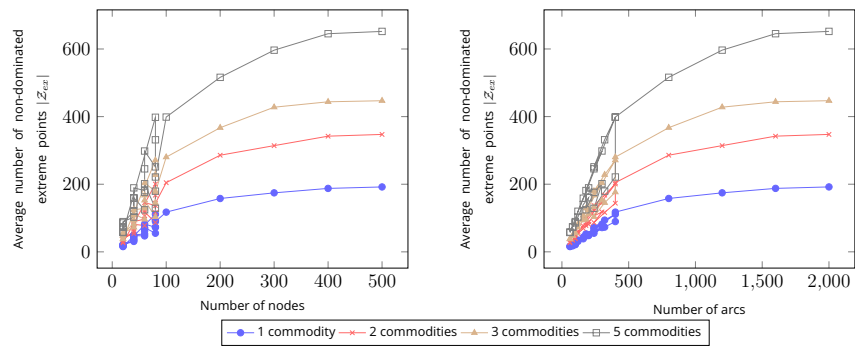 Average number of non-dominated
extreme points |𝒵ₑₓ|
600
400
200
0
0 100 200 300 400 500
Number of nodes
Average number of non-dominated
extreme points |𝒵ₑₓ|
600
400
200
0
0 500 1,000 1,500 2,000
Number of arcs
1 commodity 2 commodities 3 commodities 5 commodities